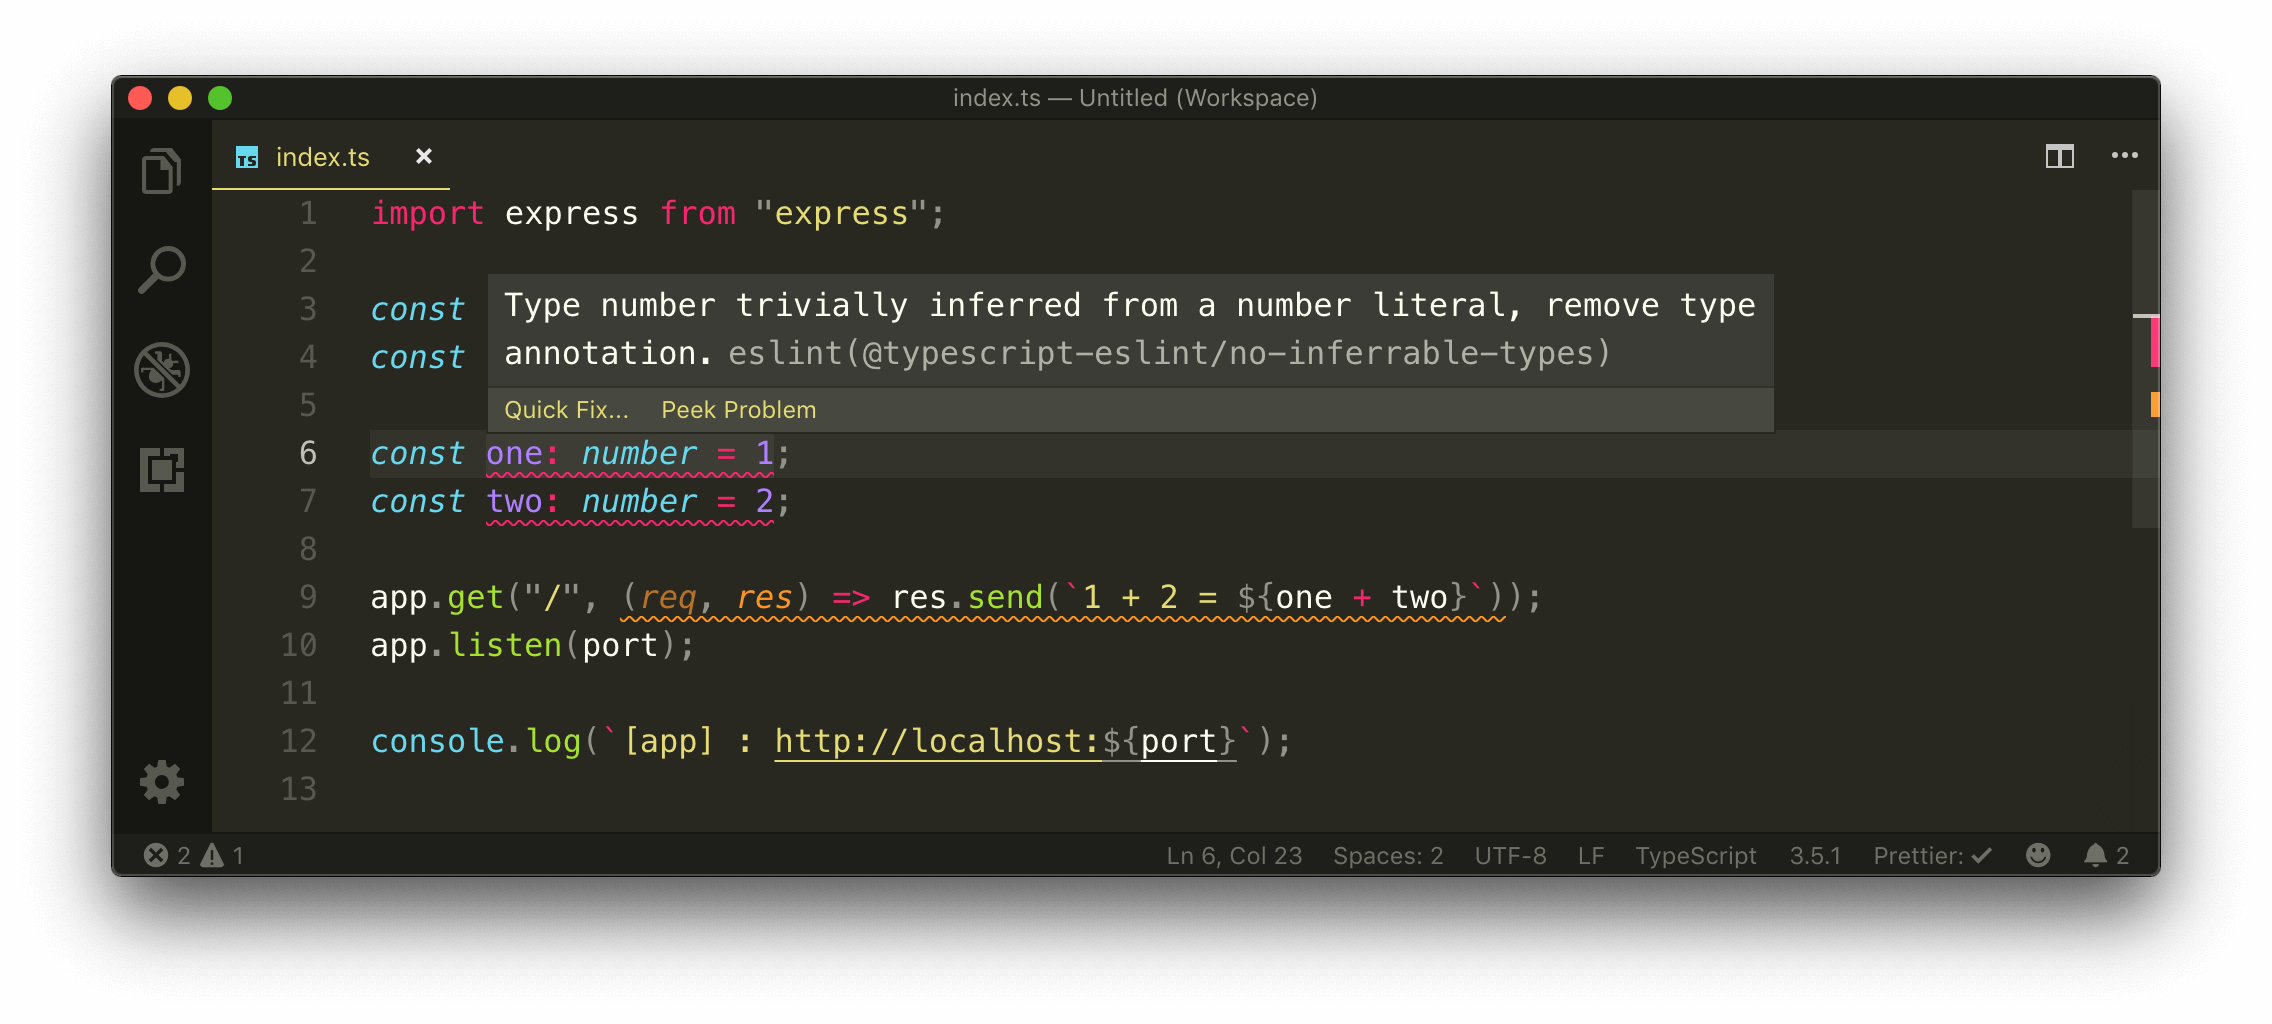 index.ts — Untitled (Workspace)
TS index.ts
1 import express from "express";
2
3 const
4 const
Type number trivially inferred from a number literal, remove type
annotation. eslint(@typescript-eslint/no-inferrable-types)
5
Quick Fix... Peek Problem
6 const one: number = 1;
7 const two: number = 2;
8
9 app.get("/", (req, res) => res.send(`1 + 2 = ${one + two}`));
10 app.listen(port);
11
12 console.log(`[app] : http://localhost:${port}`);
13
2 1 Ln 6, Col 23 Spaces: 2 UTF-8 LF TypeScript 3.5.1 Prettier: ✓ 2